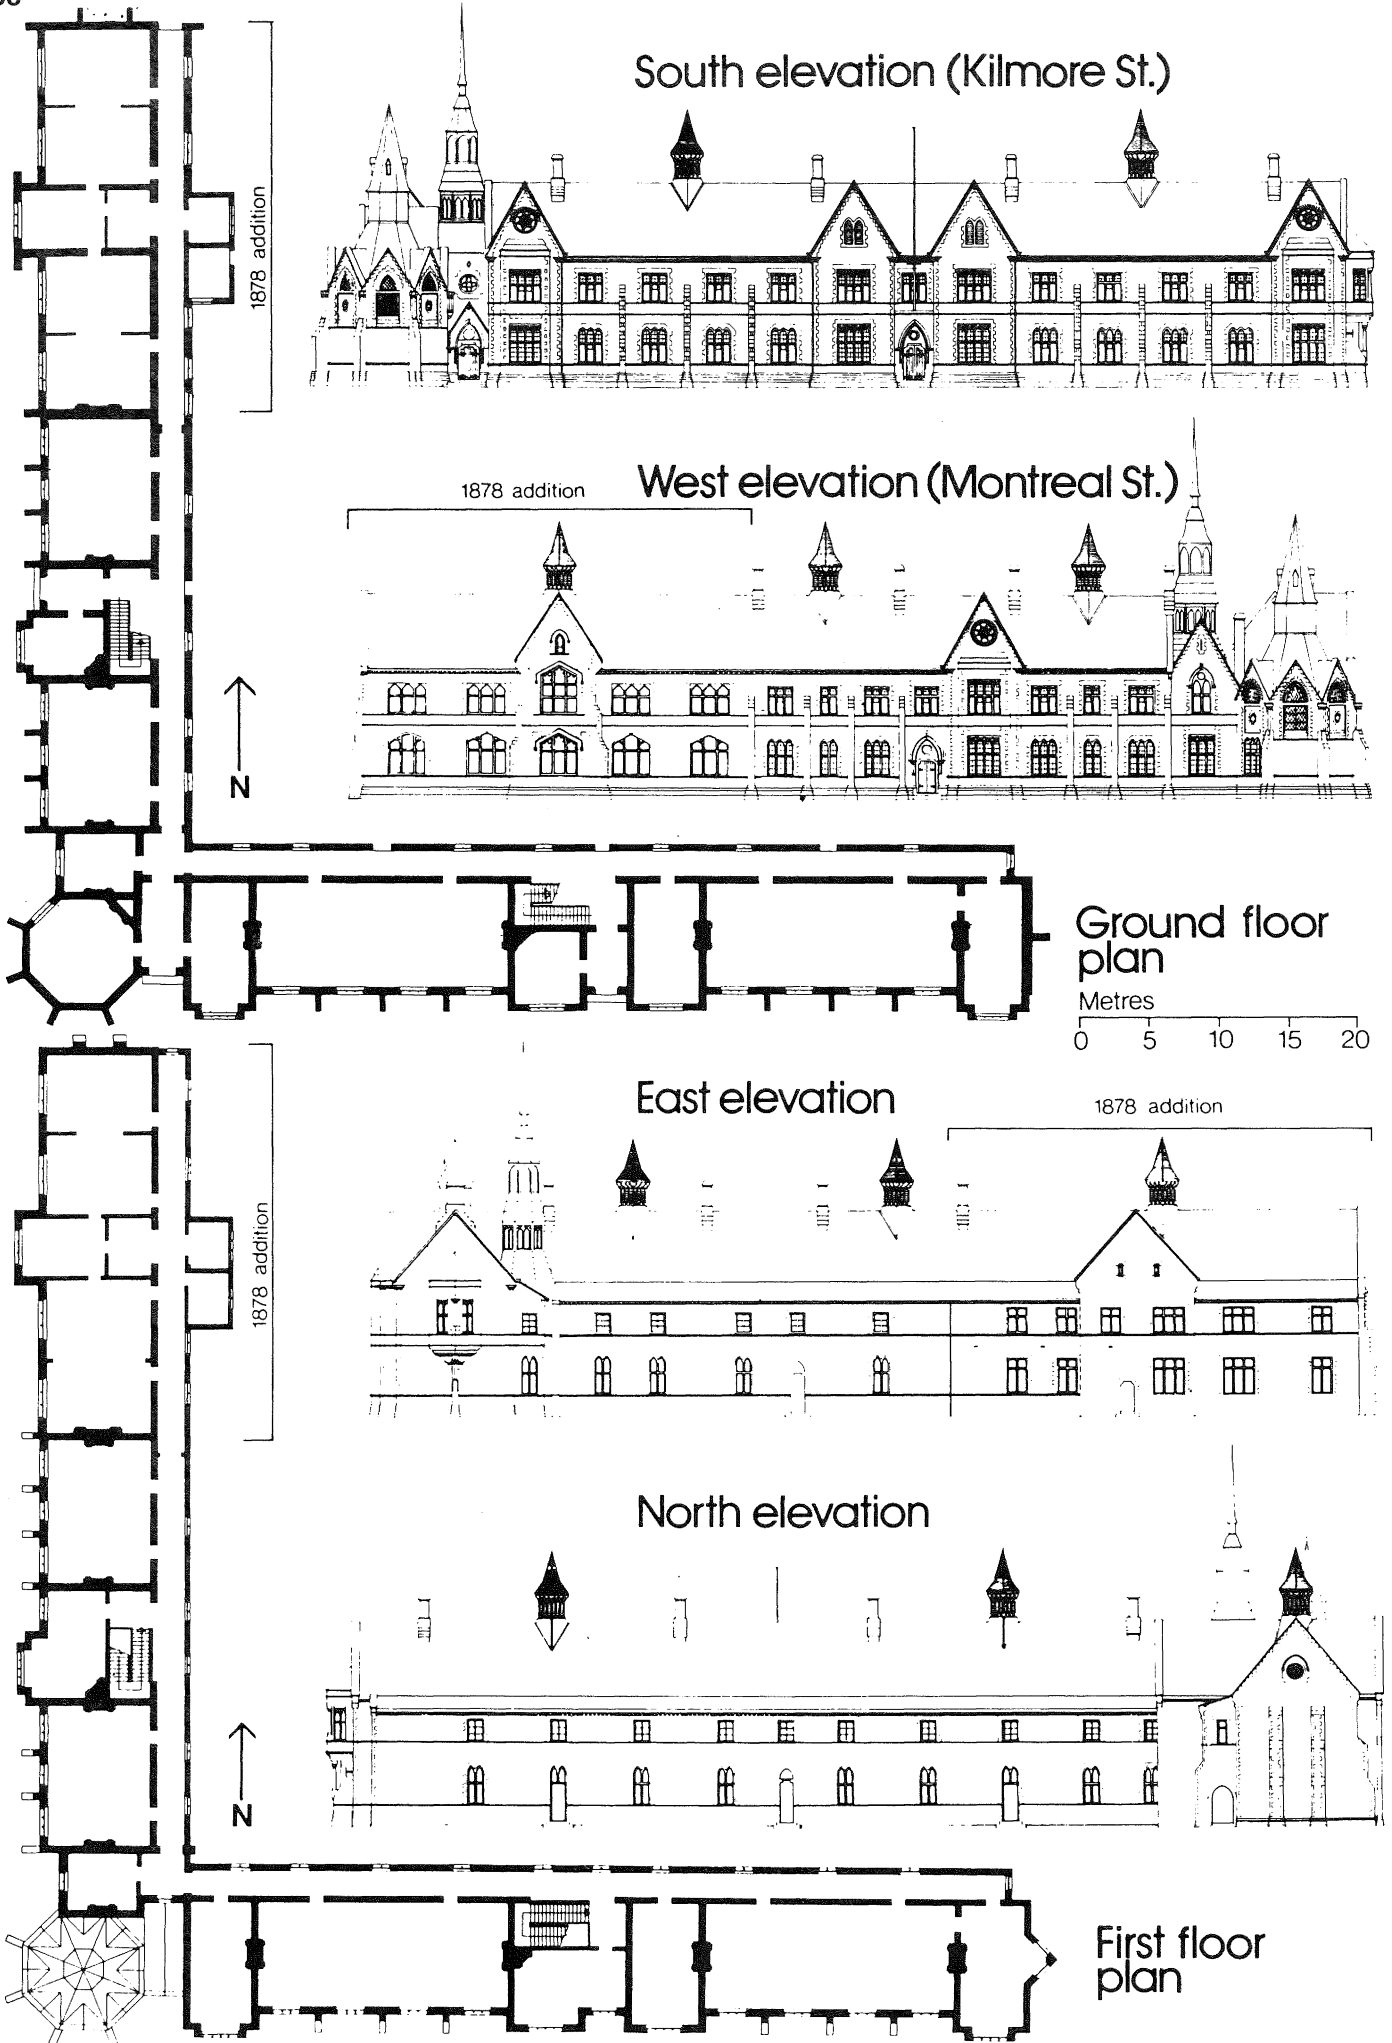 South elevation (Kilmore St.)
1878 addition
1878 addition
West elevation (Montreal St.)
N
Ground floor
plan
Metres
0 5 10 15 20
East elevation
1878 addition
1878 addition
North elevation
N
First floor
plan